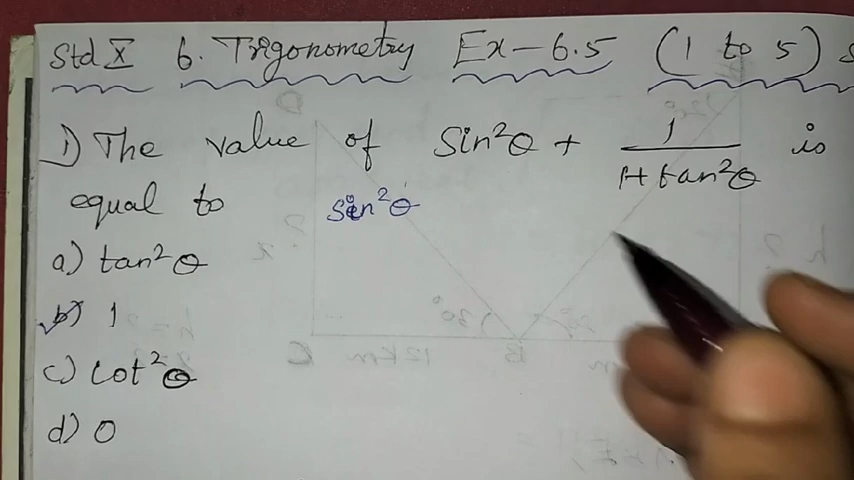 Std X 6. Trigonometry Ex - 6.5 (1 to 5) s
1) The value of Sin²θ + 1/1+tan²θ is
equal to sin²θ
a) tan²θ
b) 1
c) Cot²θ
d) 0